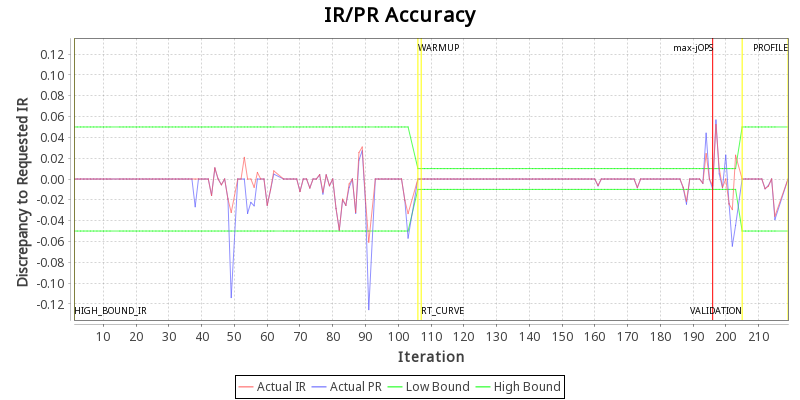 IR/PR Accuracy
Discrepancy to Requested IR
0.12
0.10
0.08
0.06
0.04
0.02
0.00
-0.02
-0.04
-0.06
-0.08
-0.10
-0.12
WARMUP
max-jOPS
PROFILE
HIGH_BOUND_IR
RT_CURVE
VALIDATION
10 20 30 40 50 60 70 80 90 100 110 120 130 140 150 160 170 180 190 200 210
Iteration
Actual IR Actual PR Low Bound High Bound